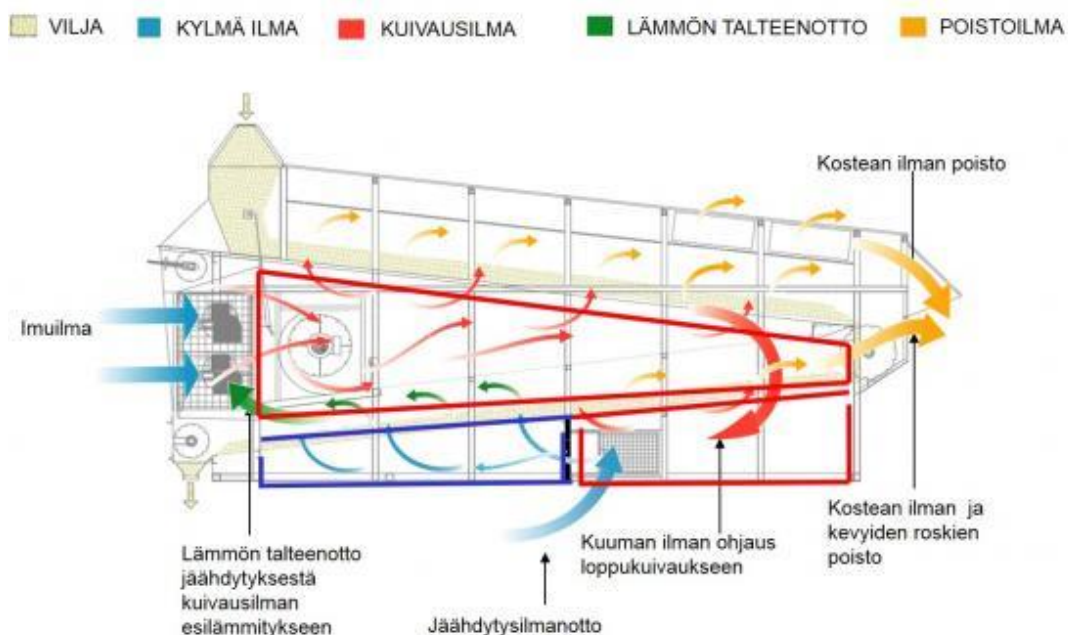 VILJA KYLMÄ ILMA KUIVAUSILMA LÄMMÖN TALTEENOTTO POISTOILMA
Kostean ilman poisto
Imuilma
Lämmön talteenotto
jäähdytyksestä
kuivausilman
esilämmitykseen
Jäähdytysilmanotto
Kuuman ilman ohjaus
loppukuivaukseen
Kostean ilman ja
kevyiden roskien
poisto